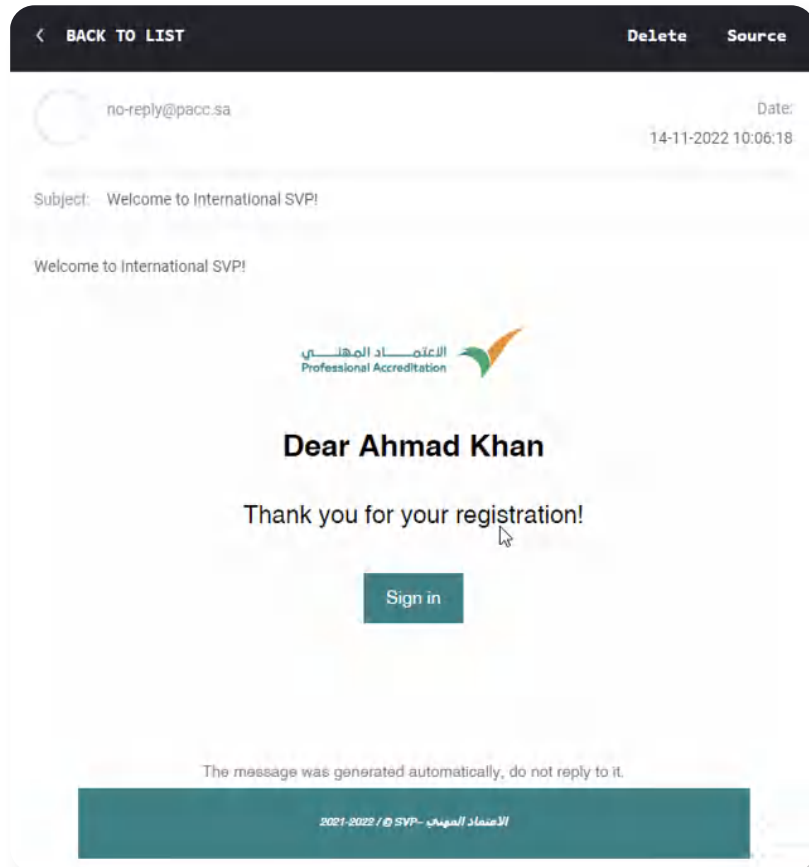 BACK TO LIST Delete Source
no-reply@pacc.sa Date:
14-11-2022 10:06:18
Subject: Welcome to International SVP!
Welcome to International SVP!
الاعتمـــــاد المهنـــــي
Professional Accreditation
Dear Ahmad Khan
Thank you for your registration!
Sign in
The message was generated automatically, do not reply to it.
2021-2022 / © SVP- الاعتماد المهني